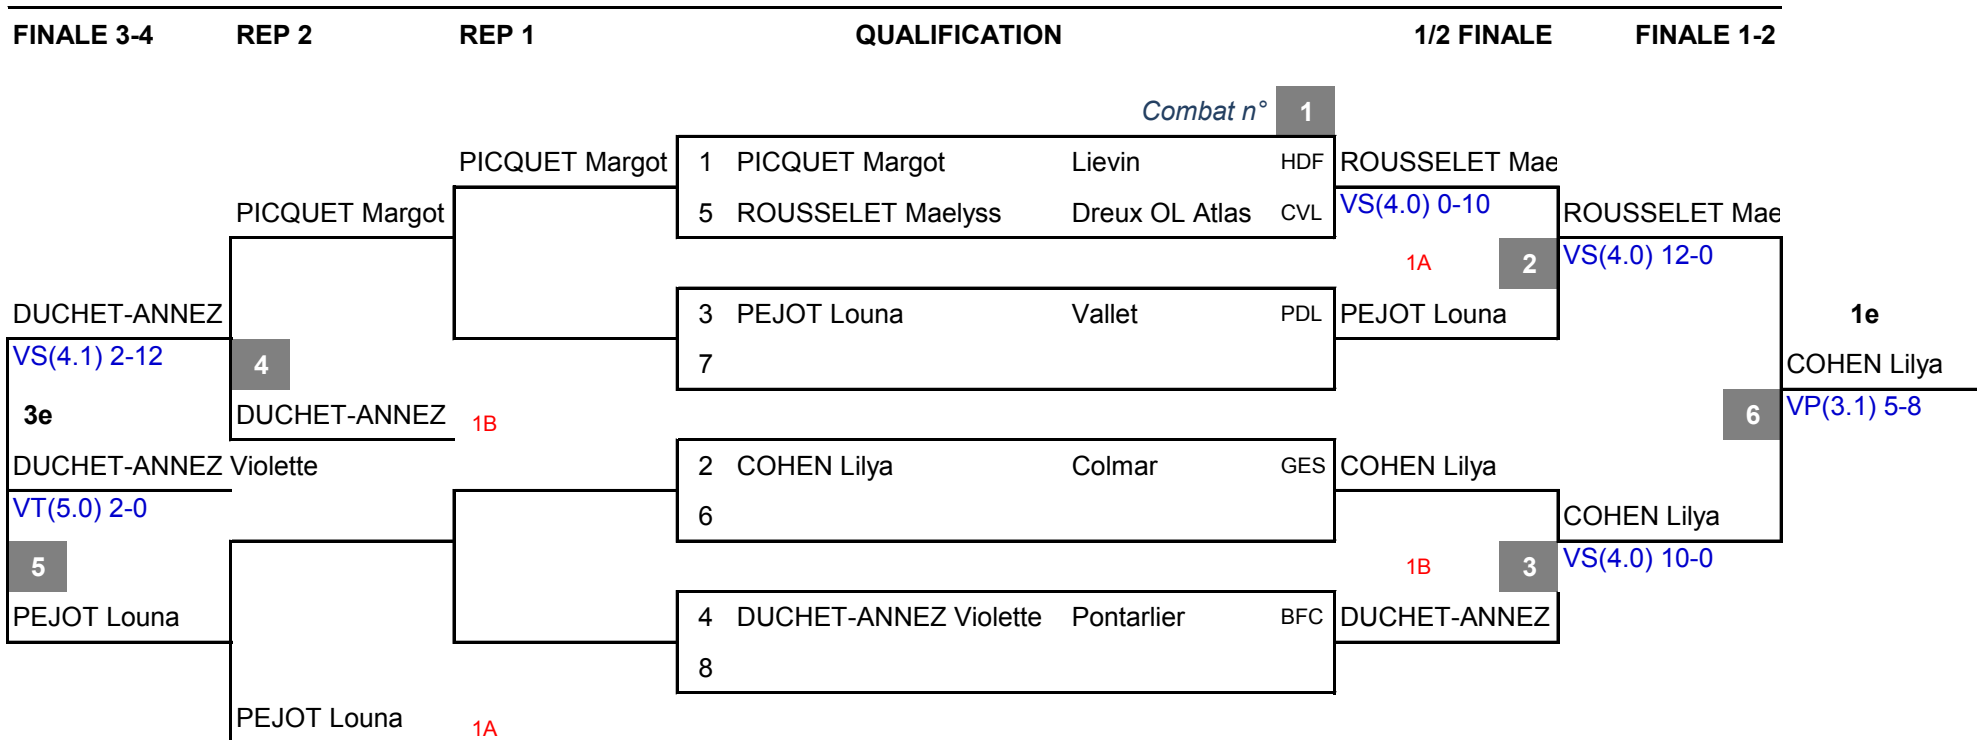 FINALE 3-4 REP 2 REP 1 QUALIFICATION 1/2 FINALE FINALE 1-2
Combat n° 1
PICQUET Margot 1 PICQUET Margot Lievin HDF ROUSSELET Mae
PICQUET Margot 5 ROUSSELET Maelyss Dreux OL Atlas CVL VS(4.0) 0-10 ROUSSELET Mae
1A 2 VS(4.0) 12-0
DUCHET-ANNEZ 3 PEJOT Louna Vallet PDL PEJOT Louna 1e
VS(4.1) 2-12 4 7 COHEN Lilya
3e DUCHET-ANNEZ 1B 6 VP(3.1) 5-8
DUCHET-ANNEZ Violette 2 COHEN Lilya Colmar GES COHEN Lilya
VT(5.0) 2-0 6 COHEN Lilya
5 1B 3 VS(4.0) 10-0
PEJOT Louna 4 DUCHET-ANNEZ Violette Pontarlier BFC DUCHET-ANNEZ
8
PEJOT Louna 1A